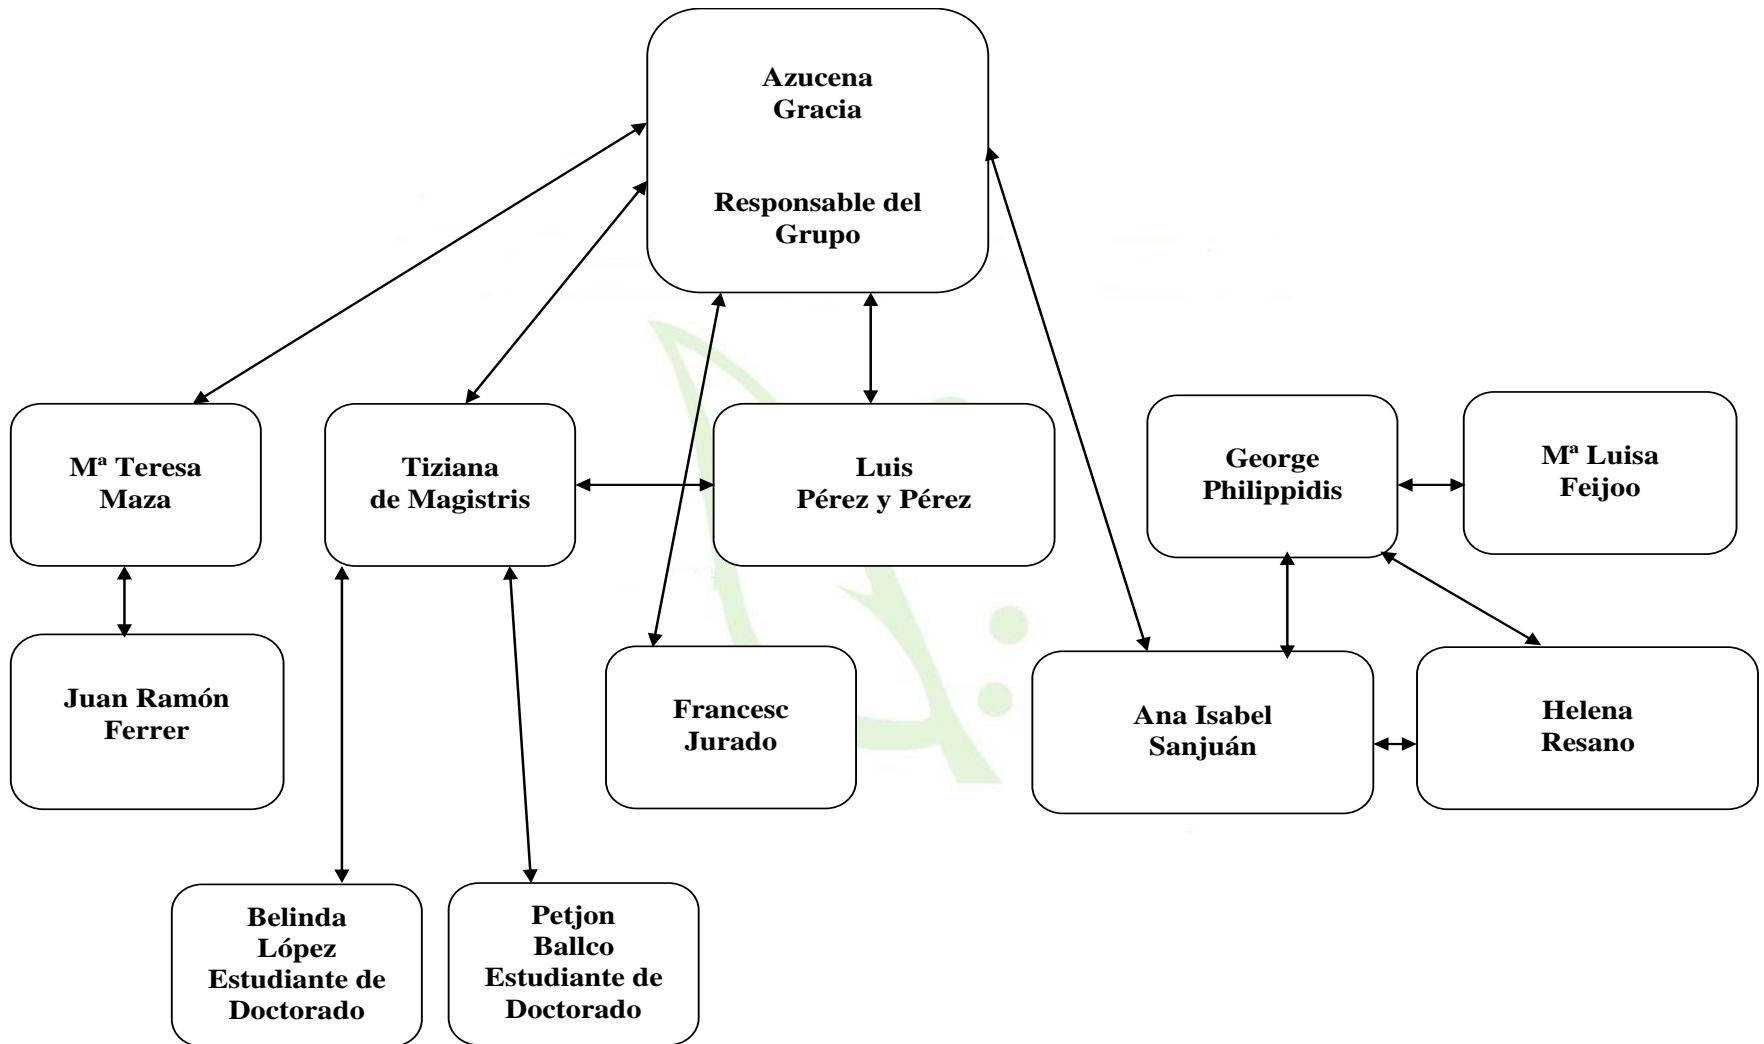 Azucena
Gracia
Responsable del
Grupo
Mª Teresa
Maza
Tiziana
de Magistris
Luis
Pérez y Pérez
George
Philippidis
Mª Luisa
Feijoo
Juan Ramón
Ferrer
Francesc
Jurado
Ana Isabel
Sanjuán
Helena
Resano
Belinda
López
Estudiante de
Doctorado
Petjon
Ballco
Estudiante de
Doctorado